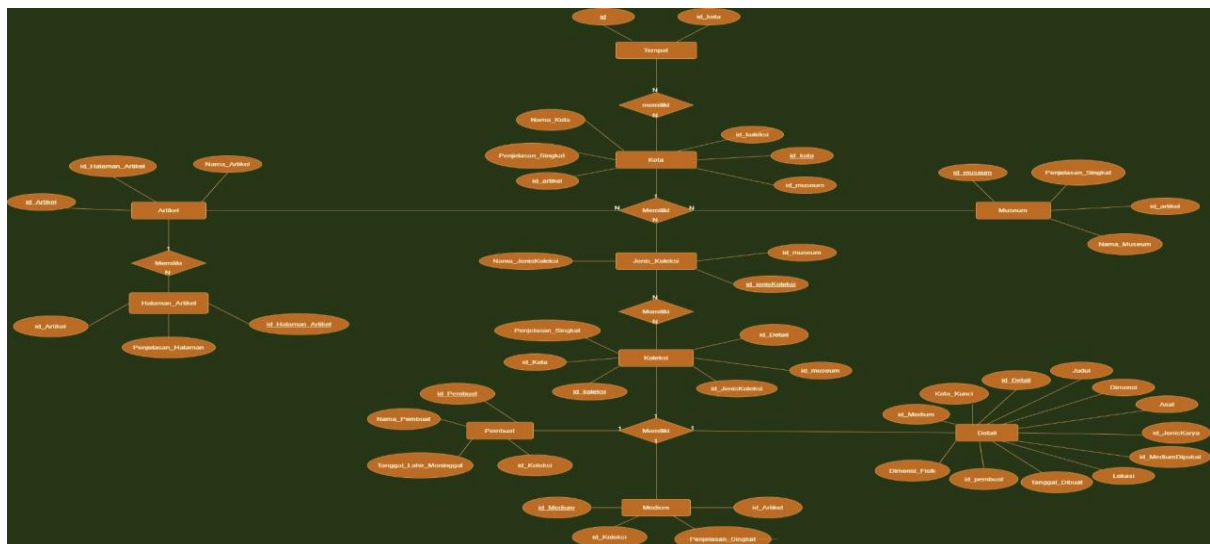 id
id_kota
Tempat
N
memiliki
N
Nama_Kota
id_koleksi
Penjelasan_Singkat
Kota
id_kota
id_artikel
id_museum
id_Halaman_Artikel
Nama_Artikel
id_Artikel
Artikel
1
N
Memiliki
N
N
id_museum
Penjelasan_Singkat
Museum
id_artikel
Nama_Museum
1
Memiliki
N
Nama_JenisKoleksi
Jenis_Koleksi
id_museum
id_jenisKoleksi
Halaman_Artikel
id_Artikel
id_Halaman_Artikel
Penjelasan_Halaman
N
Memiliki
N
Penjelasan_Singkat
id_Detail
Koleksi
id_Kota
id_museum
id_koleksi
id_JenisKoleksi
id_Pembuat
Nama_Pembuat
Pembuat
Tanggal_Lahir_Meninggal
id_Koleksi
1
1
Memiliki
1
1
id_Detail
Judul
Kata_Kunci
Dimensi
id_Medium
Asal
Detail
id_JenisKarya
id_MediumDipakai
Dimensi_Fisik
id_pembuat
Tanggal_Dibuat
Lokasi
id_Medium
Medium
id_Artikel
id_Koleksi
Penjelasan_Singkat